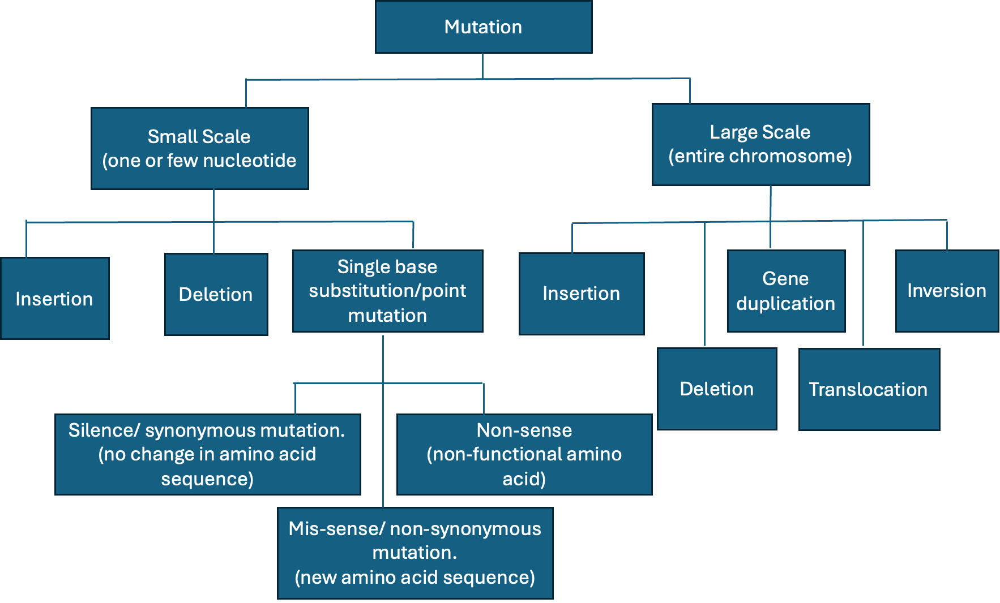 Mutation
Small Scale
(one or few nucleotide
Large Scale
(entire chromosome)
Insertion
Deletion
Single base
substitution/point
mutation
Insertion
Gene
duplication
Inversion
Deletion
Translocation
Silence/ synonymous mutation.
(no change in amino acid
sequence)
Non-sense
(non-functional amino
acid)
Mis-sense/ non-synonymous
mutation.
(new amino acid sequence)